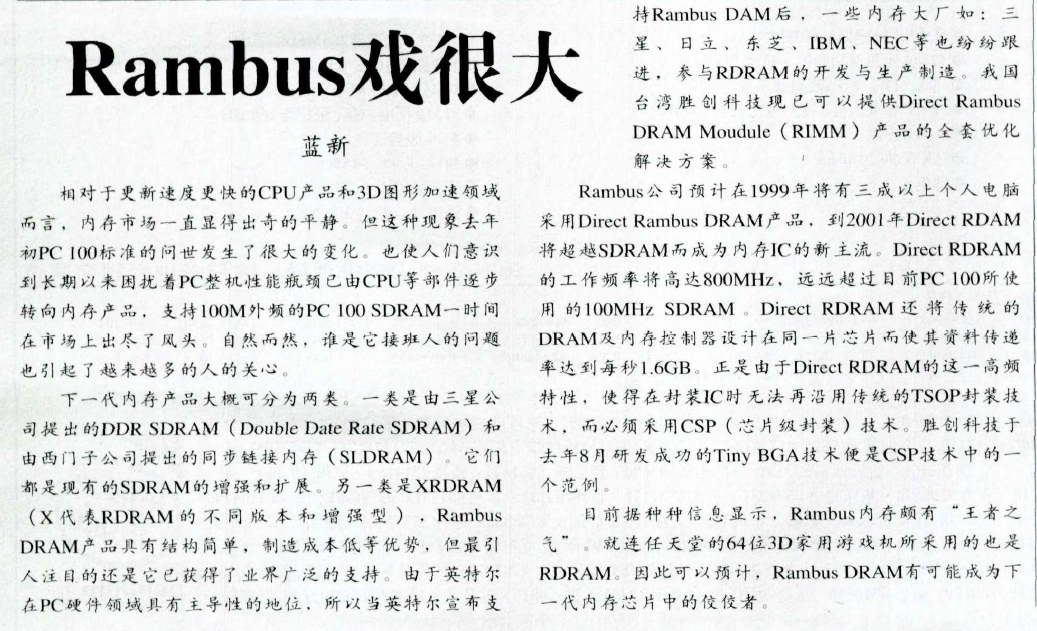 Rambus戏很大
蓝新
相对于更新速度更快的CPU产品和3D图形加速领域
而言，内存市场一直显得出奇的平静。但这种现象去年
初PC 100标准的问世发生了很大的变化。也使人们意识
到长期以来困扰着PC整机性能瓶颈已由CPU等部件逐步
转向内存产品，支持100M外频的PC 100 SDRAM一时间
在市场上出尽了风头。自然而然，谁是它接班人的问题
也引起了越来越多的人的关心。
下一代内存产品大概可分为两类。一类是由三星公
司提出的DDR SDRAM（Double Date Rate SDRAM）和
由西门子公司提出的同步链接内存（SLDRAM）。它们
都是现有的SDRAM的增强和扩展。另一类是XRDRAM
（X代表RDRAM的不同版本和增强型），Rambus
DRAM产品具有结构简单，制造成本低等优势，但最引
人注目的还是它已获得了业界广泛的支持。由于英特尔
在PC硬件领域具有主导性的地位，所以当英特尔宣布支
持Rambus DAM后，一些内存大厂如：三
星、日立、东芝、IBM、NEC等也纷纷跟
进，参与RDRAM的开发与生产制造。我国
台湾胜创科技现已可以提供Direct Rambus
DRAM Moudule（RIMM）产品的全套优化
解决方案。
Rambus公司预计在1999年将有三成以上个人电脑
采用Direct Rambus DRAM产品，到2001年Direct RDAM
将超越SDRAM而成为内存IC的新主流。Direct RDRAM
的工作频率将高达800MHz，远远超过目前PC 100所使
用的100MHz SDRAM。Direct RDRAM还将传统的
DRAM及内存控制器设计在同一片芯片而使其资料传递
率达到每秒1.6GB。正是由于Direct RDRAM的这一高频
特性，使得在封装IC时无法再沿用传统的TSOP封装技
术，而必须采用CSP（芯片级封装）技术。胜创科技于
去年8月研发成功的Tiny BGA技术便是CSP技术中的一
个范例。
目前据种种信息显示，Rambus内存颇有“王者之
气”。就连任天堂的64位3D家用游戏机所采用的也是
RDRAM。因此可以预计，Rambus DRAM有可能成为下
一代内存芯片中的佼佼者。